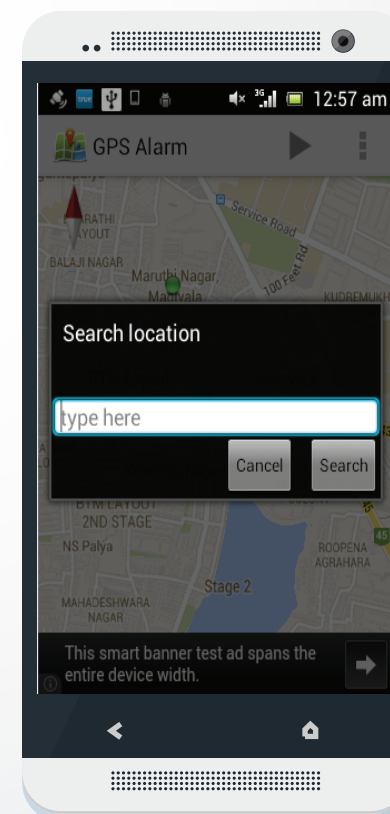 3G
12:57 am
GPS Alarm
Service Road
LAYOUT
BALAJI NAGAR
100 Feet Rd
Maruthi Nagar,
Madivala
KUDREMUKH
Search location
type here
Cancel
Search
BTM LAYOUT
2ND STAGE
45
NS Palya
ROOPENA
AGRAHARA
Stage 2
MAHADESHWARA
NAGAR
This smart banner test ad spans the
entire device width.